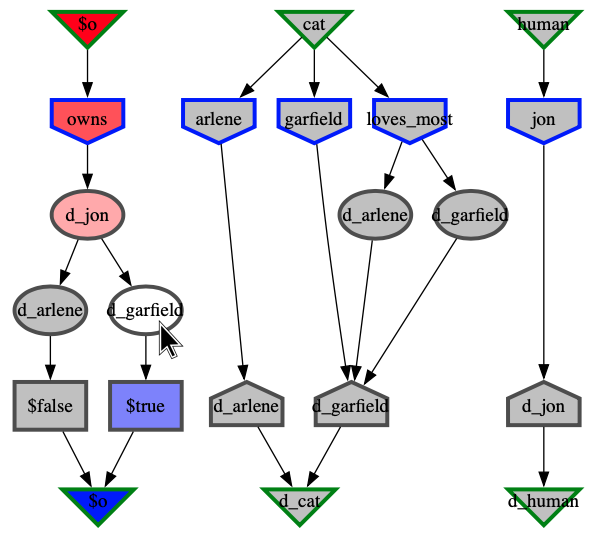 $o
cat
human
owns
arlene
garfield
loves_most
jon
d_jon
d_arlene
d_garfield
d_arlene
d_garfield
$false
$true
d_arlene
d_garfield
d_jon
$o
d_cat
d_human